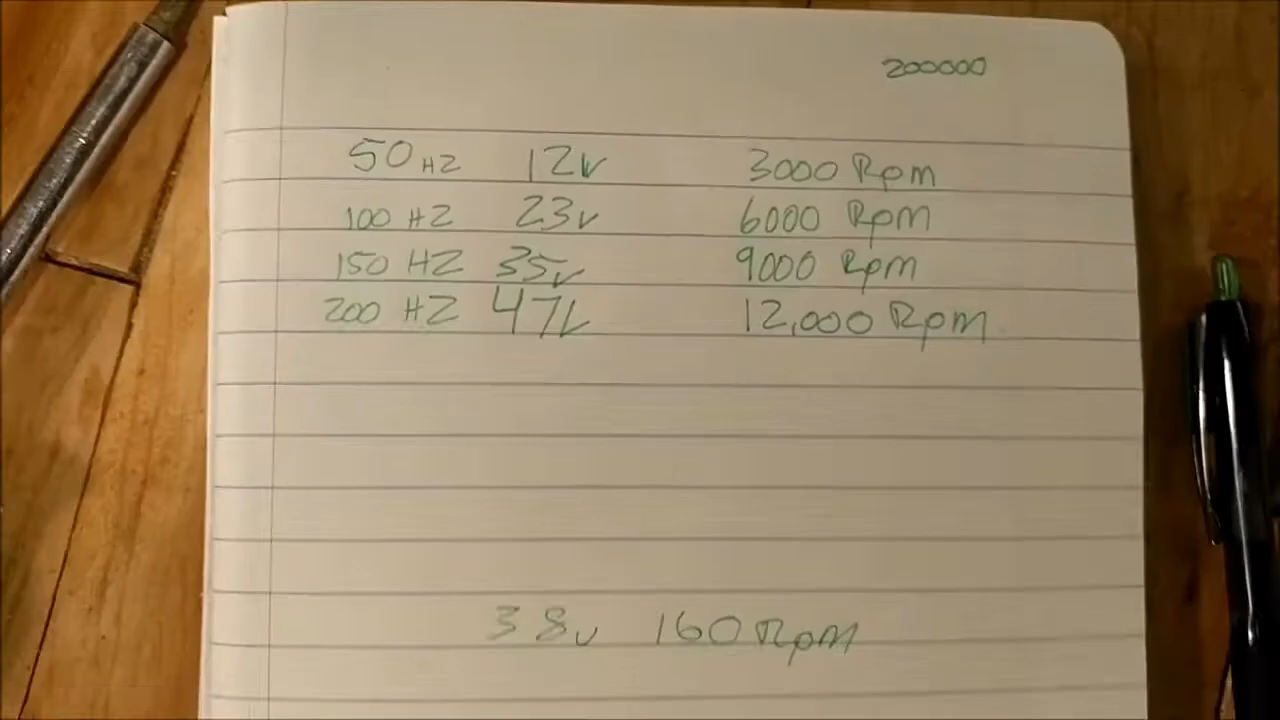 200000
50 HZ 12v 3000 Rpm
100 HZ 23v 6000 Rpm
150 HZ 35v 9000 Rpm
200 HZ 47v 12,000 Rpm
38v 160 Rpm